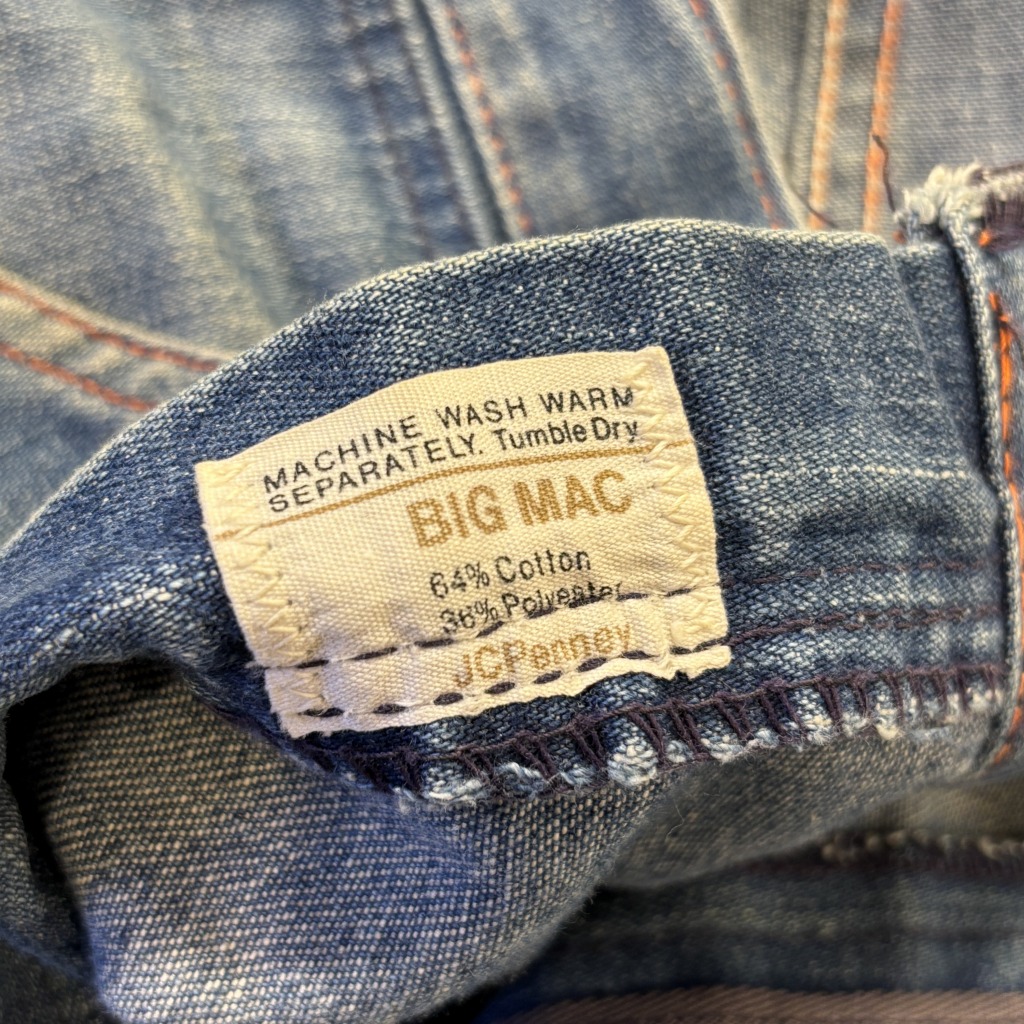 MACHINE WASH WARM
SEPARATELY. Tumble Dry
BIG MAC
64% Cotton
36% Polyester
JCPenney